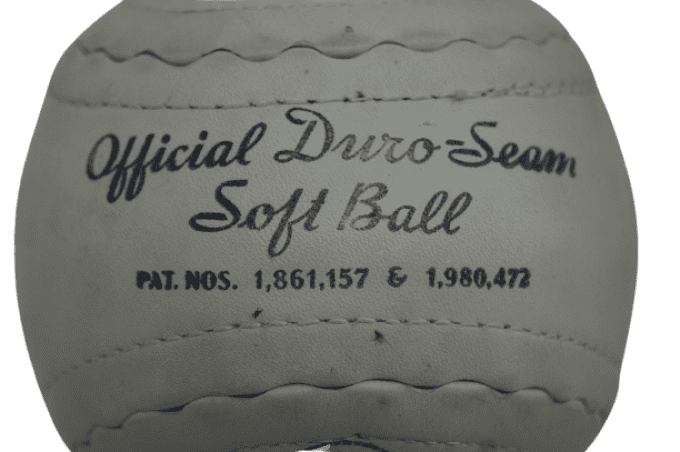 Official Duro-Seam
Soft Ball
PAT. NOS. 1,861,157 & 1,980,472